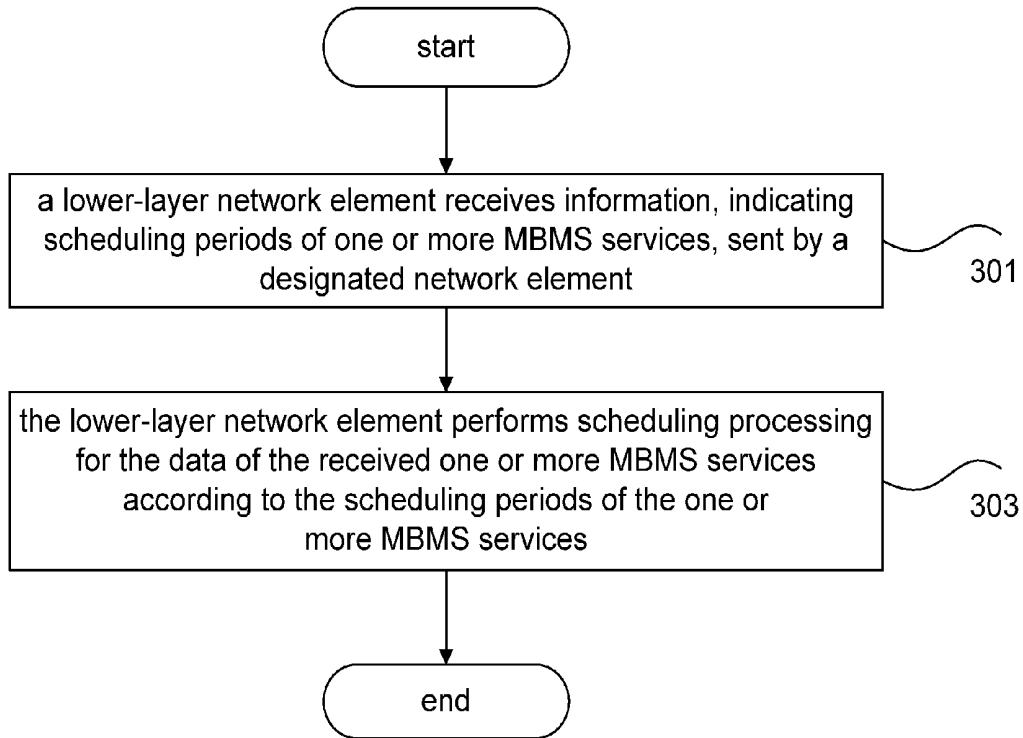 start
a lower-layer network element receives information, indicating
scheduling periods of one or more MBMS services, sent by a
designated network element
301
the lower-layer network element performs scheduling processing
for the data of the received one or more MBMS services
according to the scheduling periods of the one or
more MBMS services
303
end